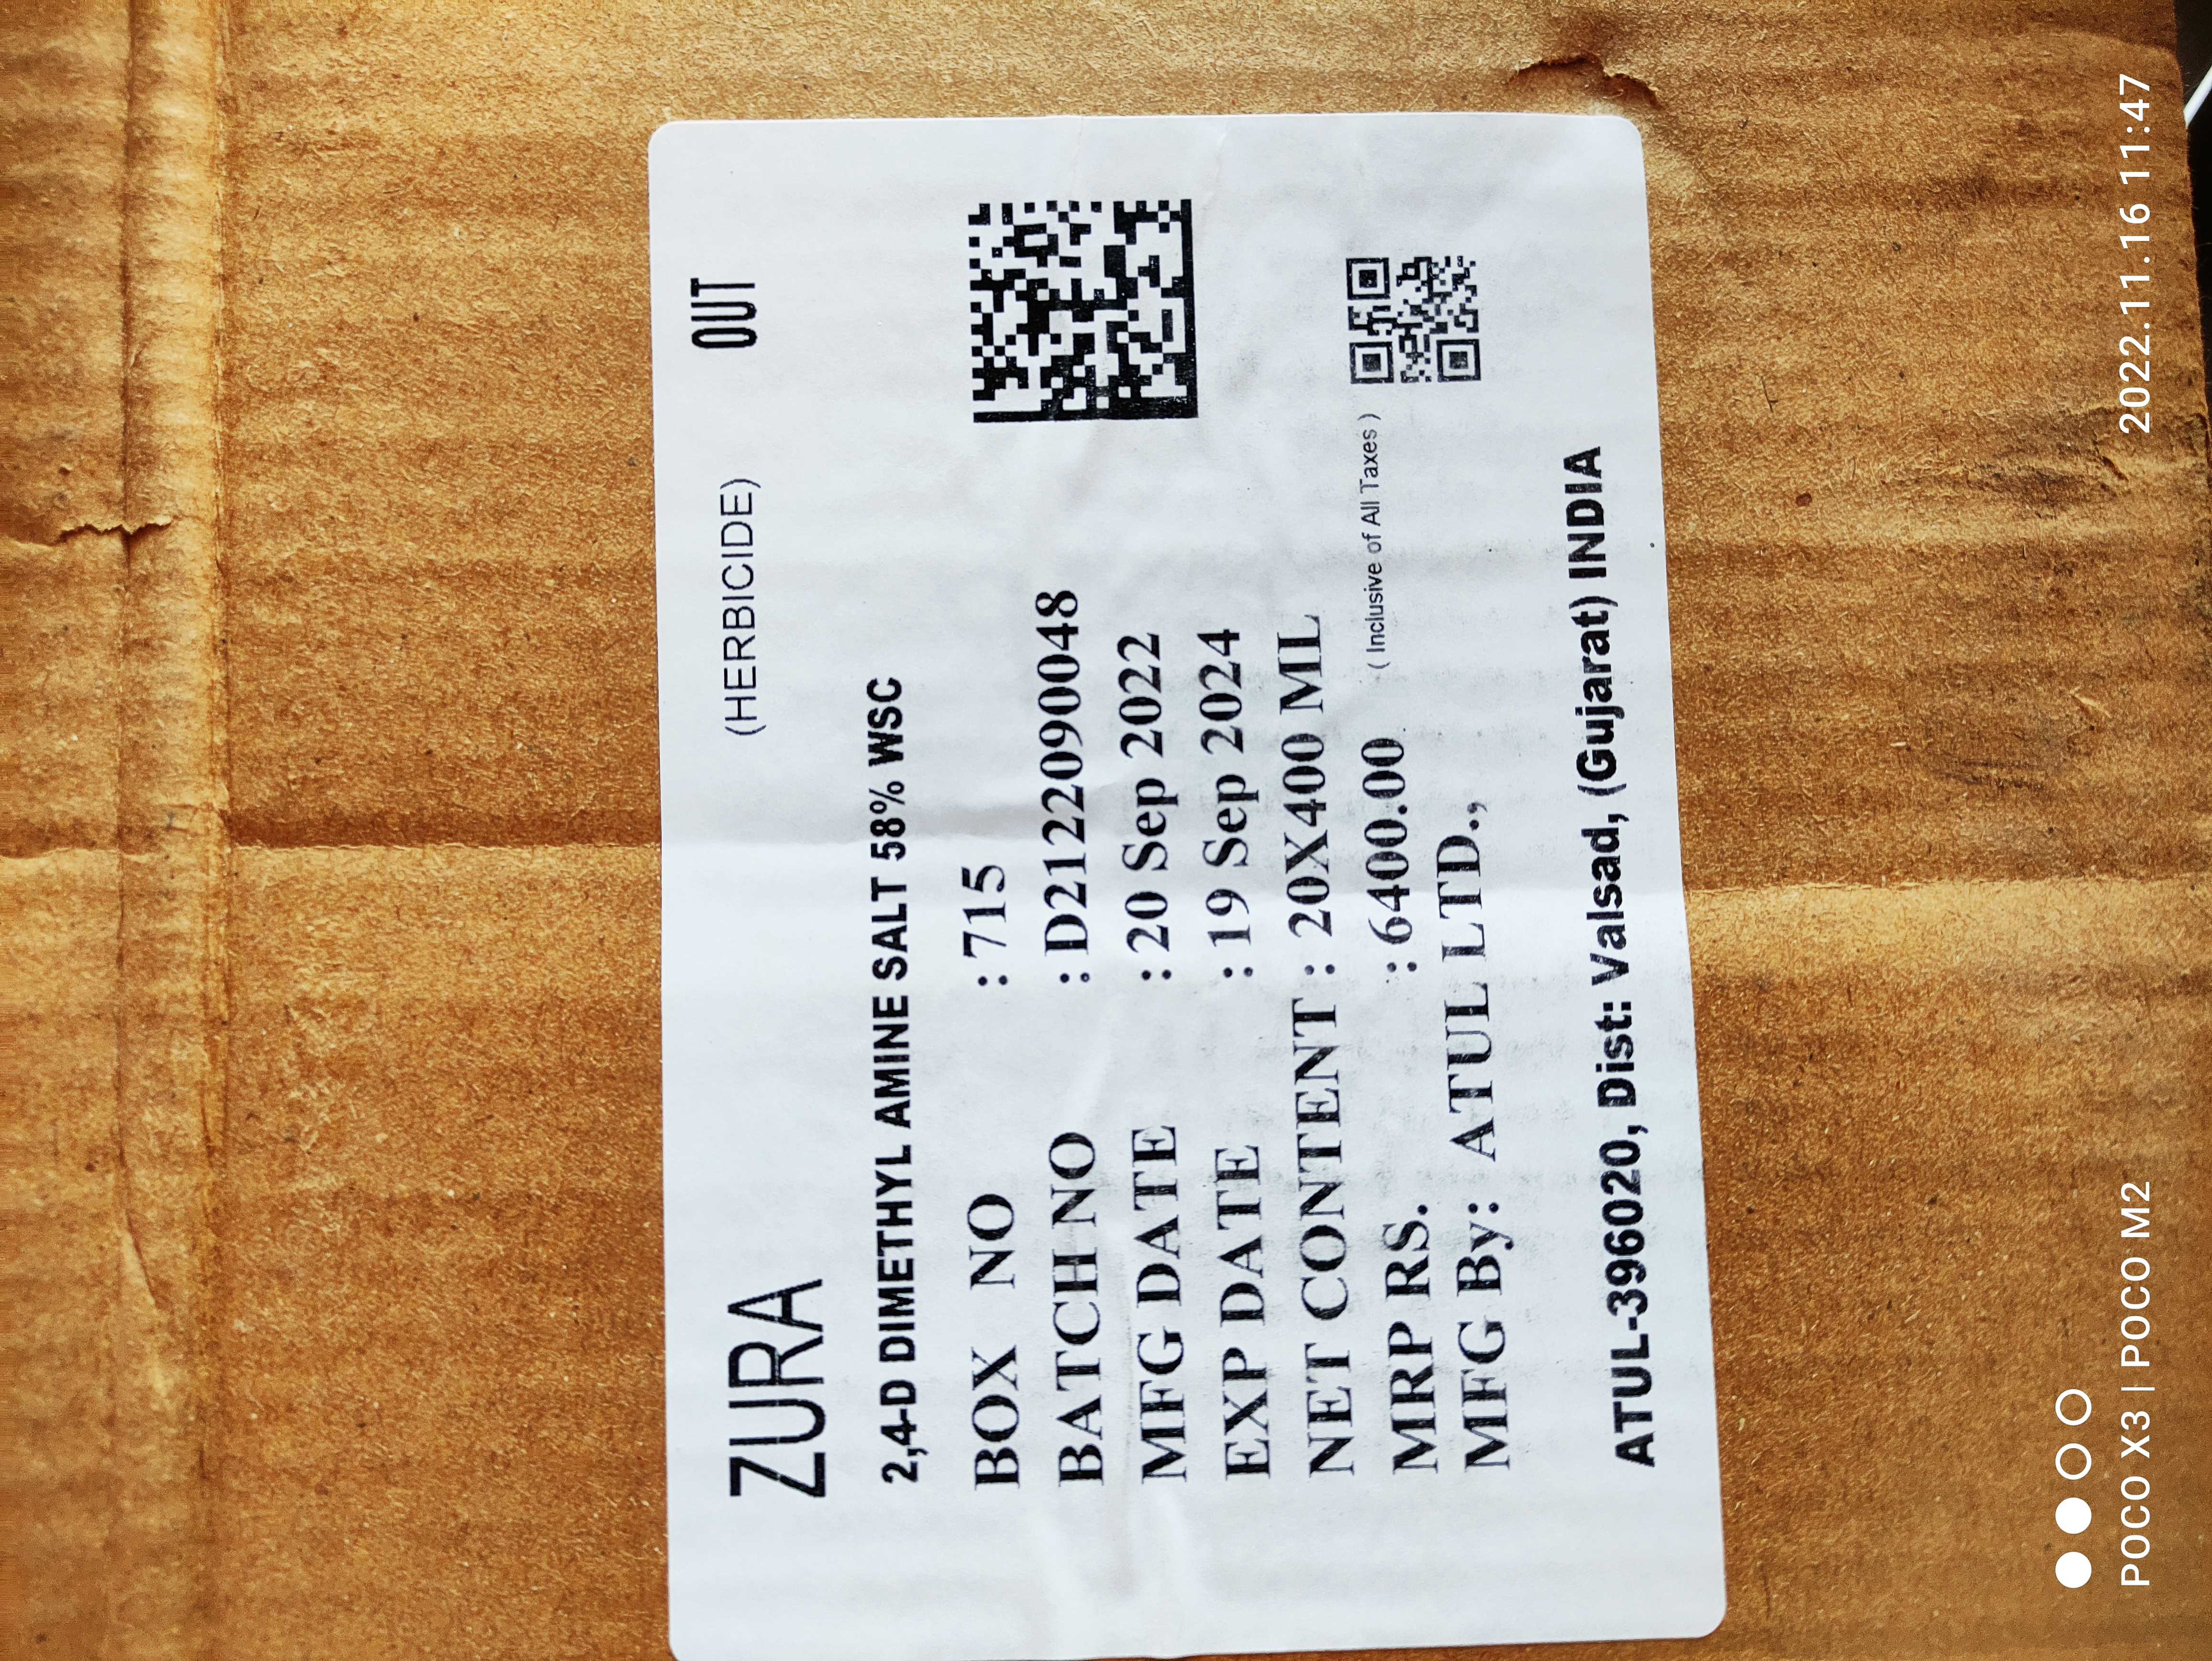 OUT
ZURA (HERBICIDE)
2,4-D DIMETHYL AMINE SALT 58% WSC
BOX NO : 715
BATCH NO : D2122090048
MFG DATE : 20 Sep 2022
EXP DATE : 19 Sep 2024
NET CONTENT : 20X400 ML
MRP RS. : 6400.00 ( Inclusive of All Taxes )
MFG By: ATUL LTD.,
ATUL-396020, Dist: Valsad, (Gujarat) INDIA
POCO X3 | POCO M2
2022.11.16 11:47